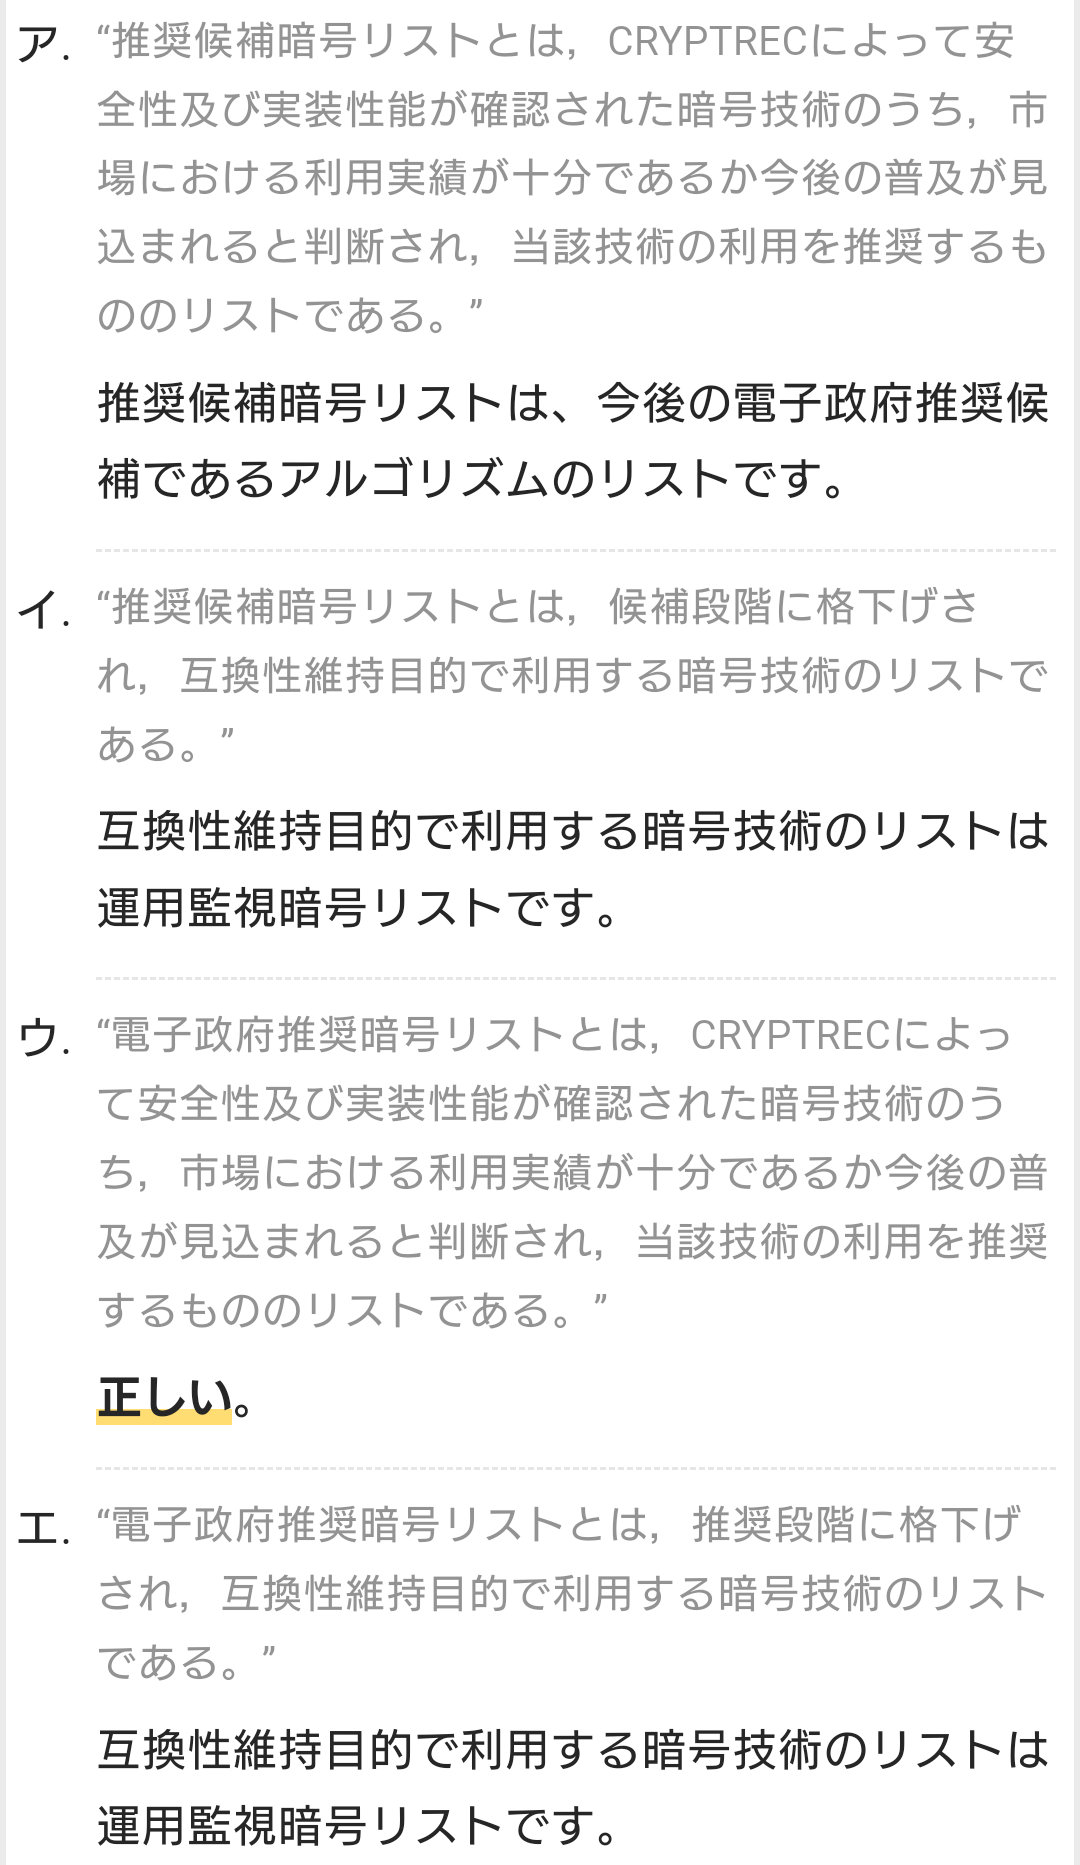 ア. “推奨候補暗号リストとは，CRYPTRECによって安
全性及び実装性能が確認された暗号技術のうち，市
場における利用実績が十分であるか今後の普及が見
込まれると判断され，当該技術の利用を推奨するも
ののリストである。”
推奨候補暗号リストは、今後の電子政府推奨候
補であるアルゴリズムのリストです。
イ. “推奨候補暗号リストとは，候補段階に格下げさ
れ，互換性維持目的で利用する暗号技術のリストで
ある。”
互換性維持目的で利用する暗号技術のリストは
運用監視暗号リストです。
ウ. “電子政府推奨暗号リストとは，CRYPTRECによっ
て安全性及び実装性能が確認された暗号技術のう
ち，市場における利用実績が十分であるか今後の普
及が見込まれると判断され，当該技術の利用を推奨
するもののリストである。”
正しい。
エ. “電子政府推奨暗号リストとは，推奨段階に格下げ
され，互換性維持目的で利用する暗号技術のリスト
である。”
互換性維持目的で利用する暗号技術のリストは
運用監視暗号リストです。